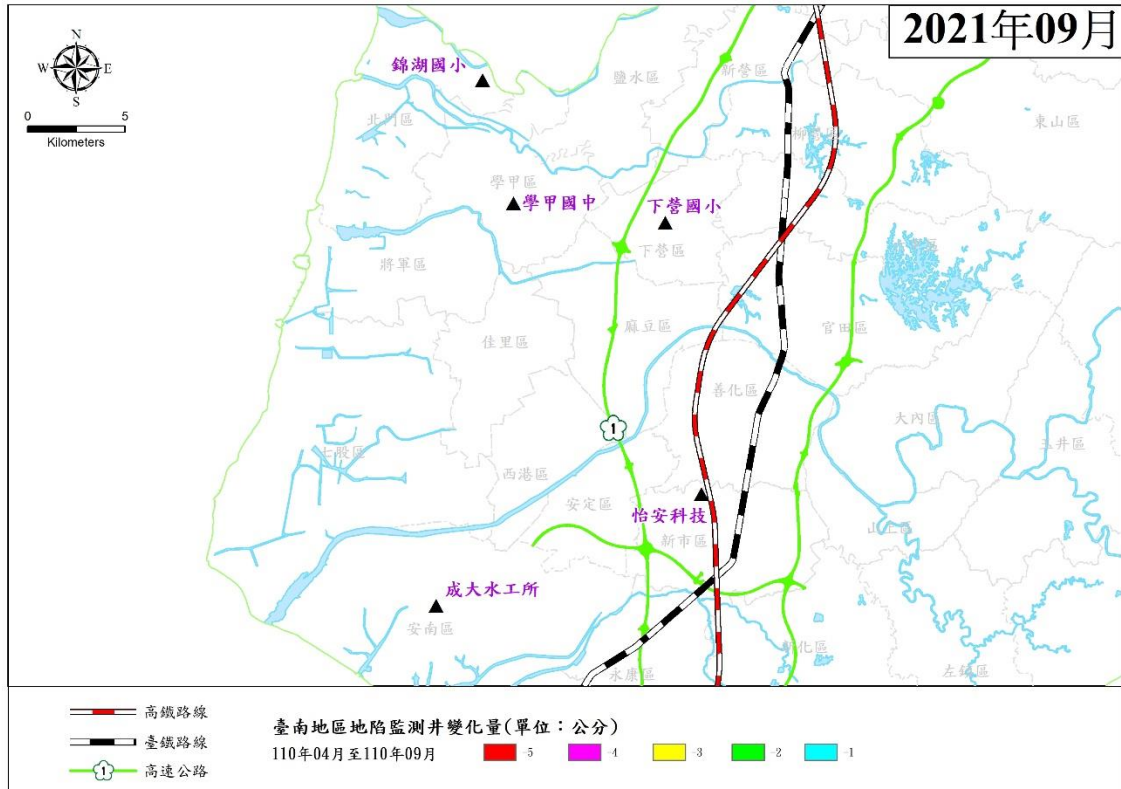 2021年09月
N
W E
S
0 5
Kilometers
錦湖國小
鹽水區
新營區
東山區
北門區
學甲區
學甲國中
下營國小
下營區
將軍區
麻豆區
官田區
佳里區
善化區
大內區
玉井區
七股區
西港區
1
安定區
怡安科技
新市區
山上區
成大水工所
安南區
永康區
新化區
左鎮區
高鐵路線
臺鐵路線
1 高速公路
臺南地區地陷監測井變化量(單位:公分)
110年04月至110年09月 -5 -4 -3 -2 -1